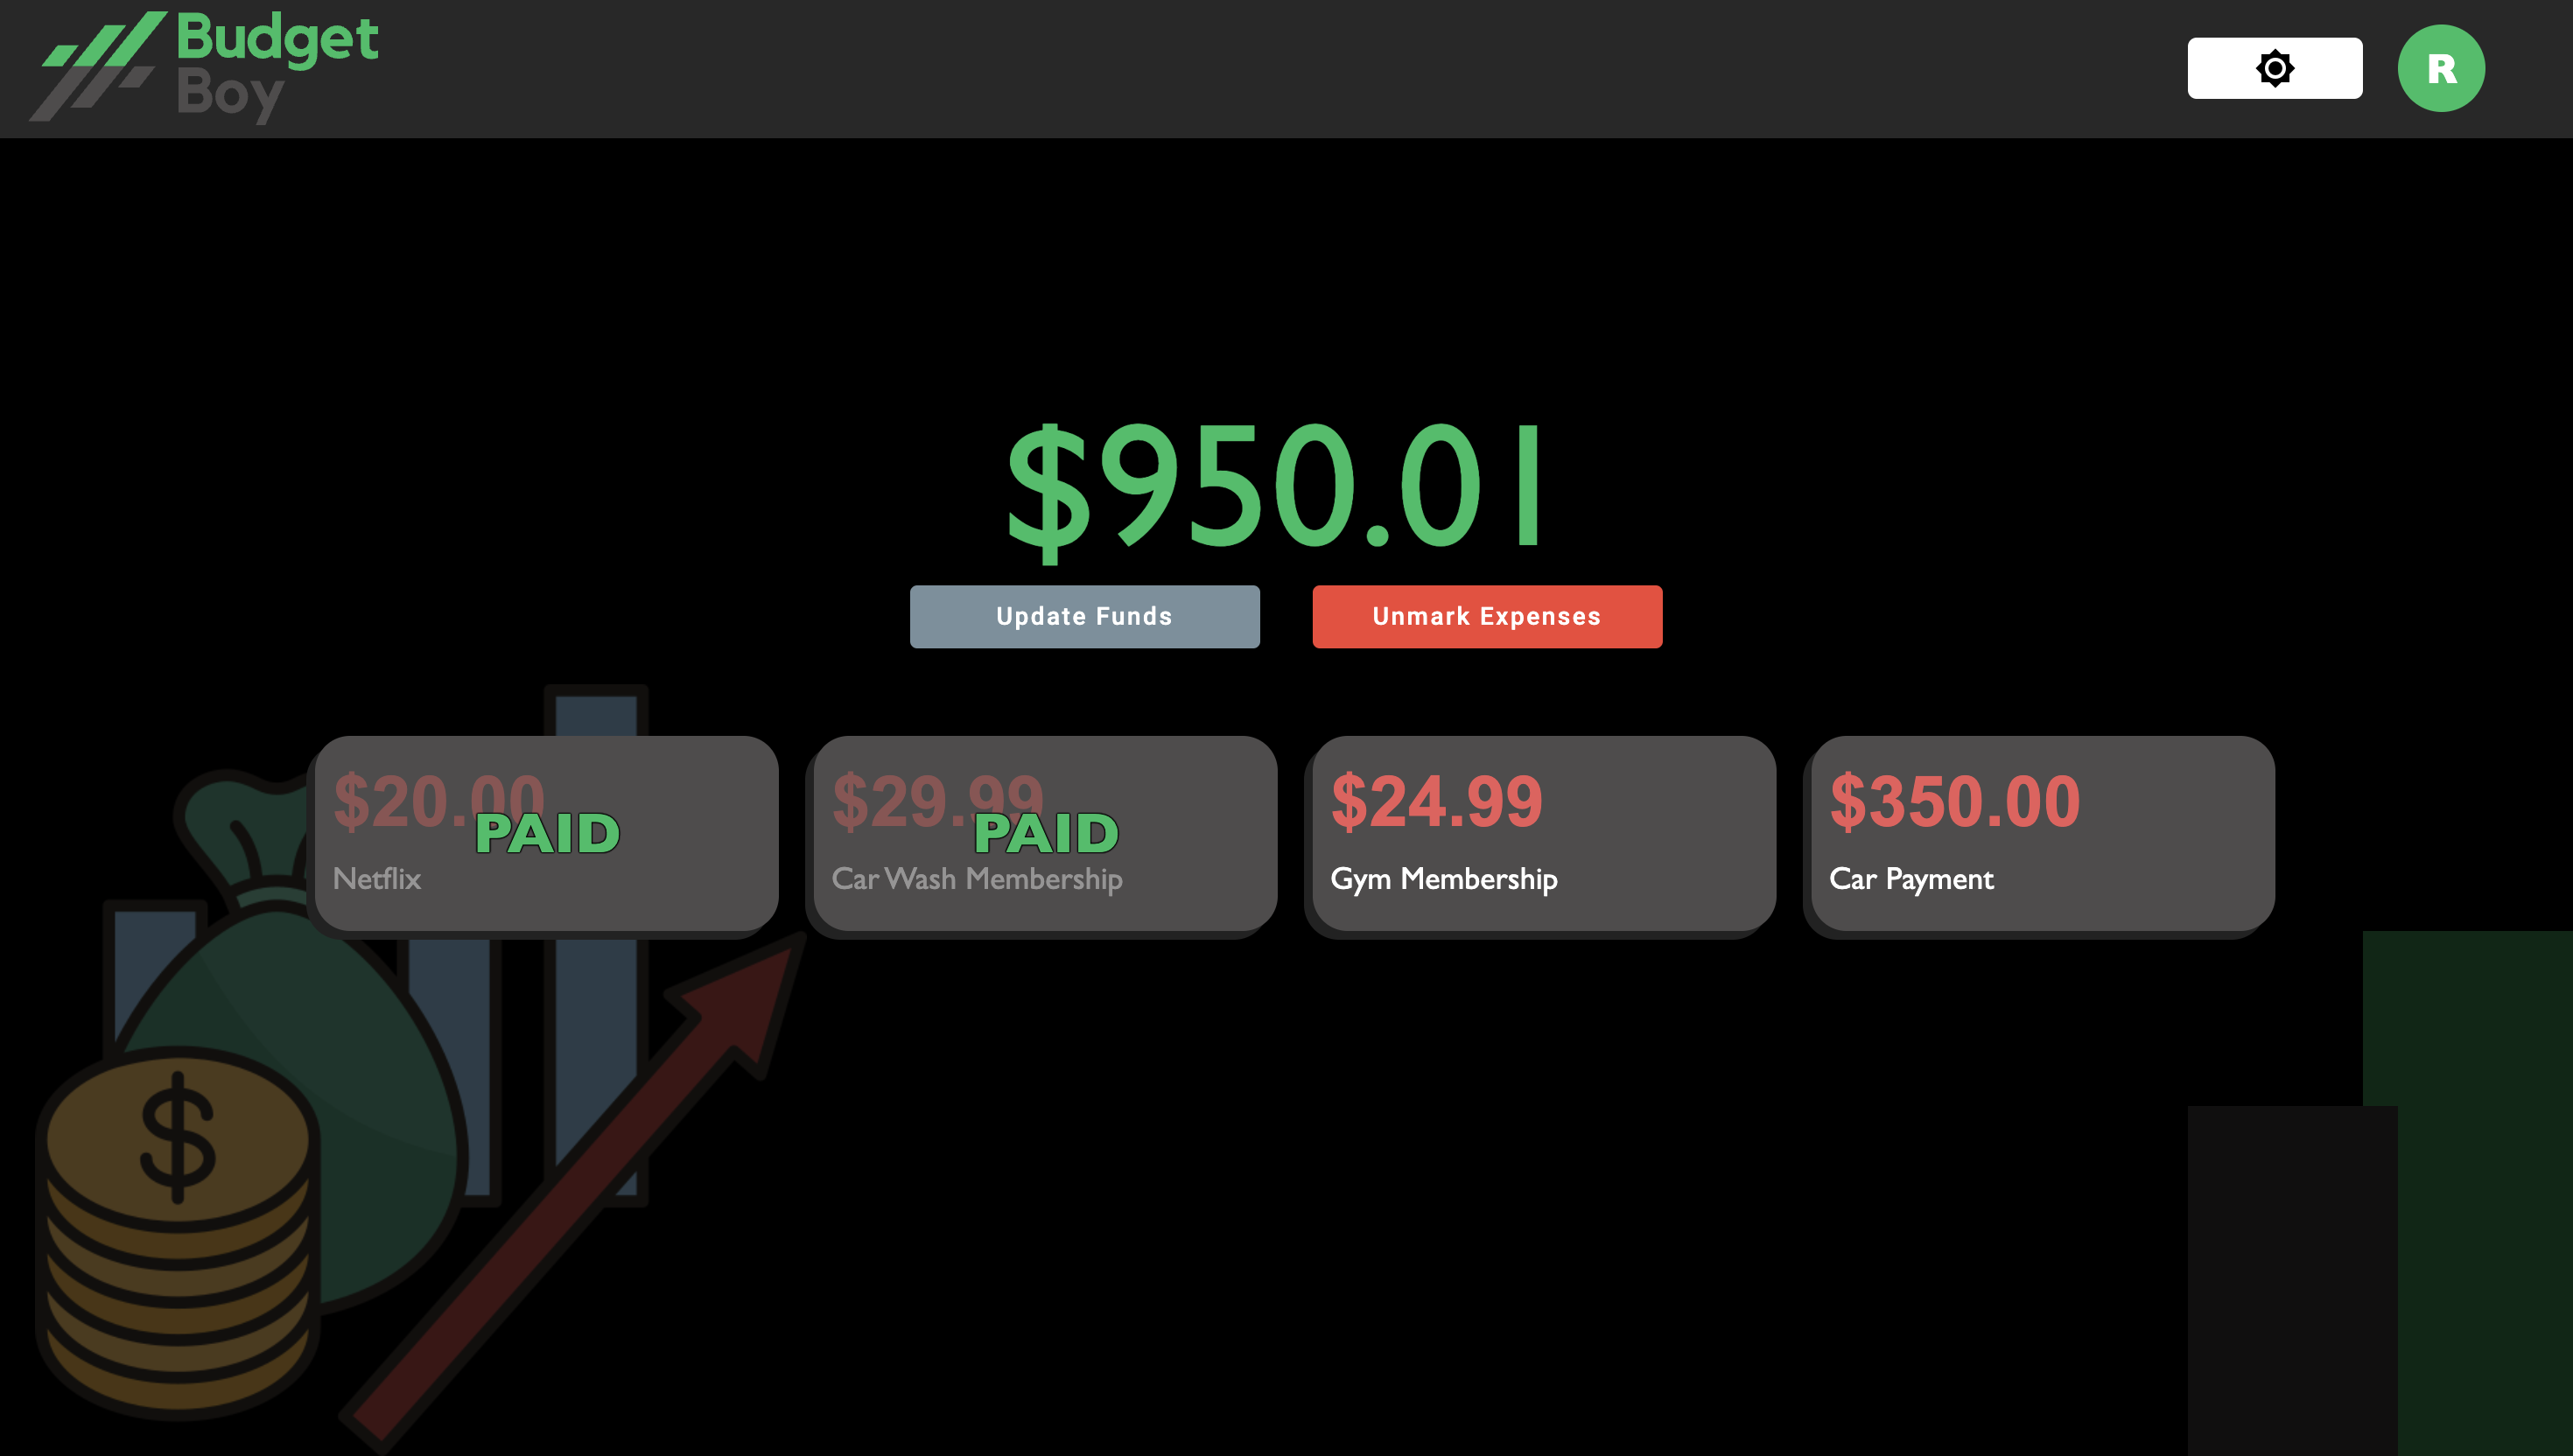 Budget
Boy
R
$950.01
Update Funds
Unmark Expenses
$20.00
PAID
Netflix
$29.99
PAID
Car Wash Membership
$24.99
Gym Membership
$350.00
Car Payment
$